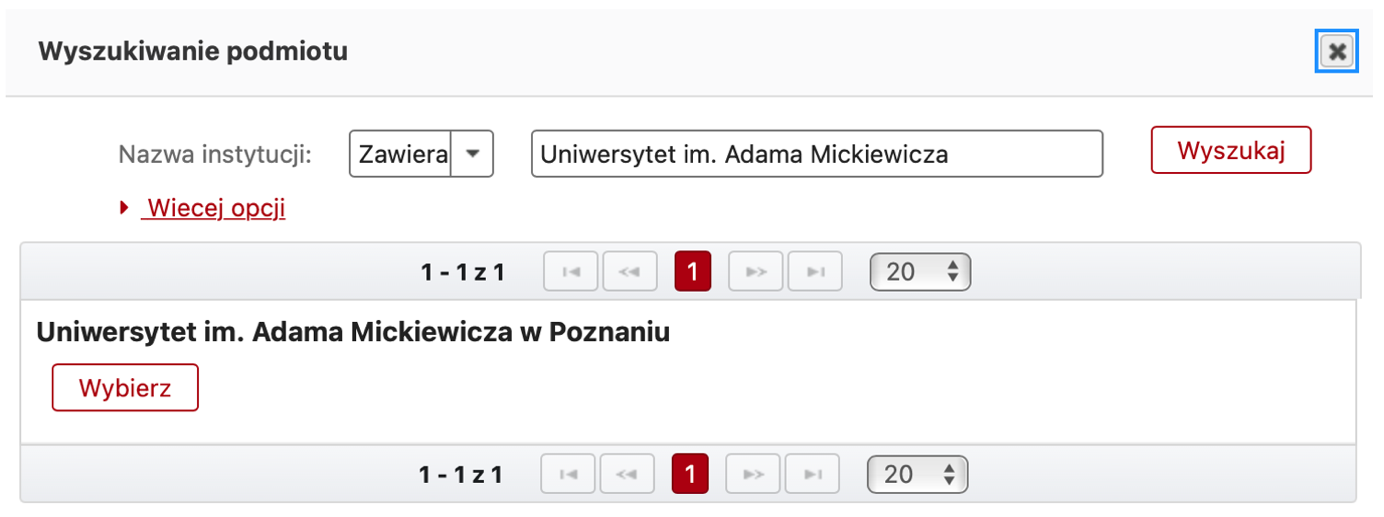 Wyszukiwanie podmiotu
Nazwa instytucji: Zawiera Uniwersytet im. Adama Mickiewicza Wyszukaj
Wiecej opcji
1 - 1 z 1 1 20
Uniwersytet im. Adama Mickiewicza w Poznaniu
Wybierz
1 - 1 z 1 1 20